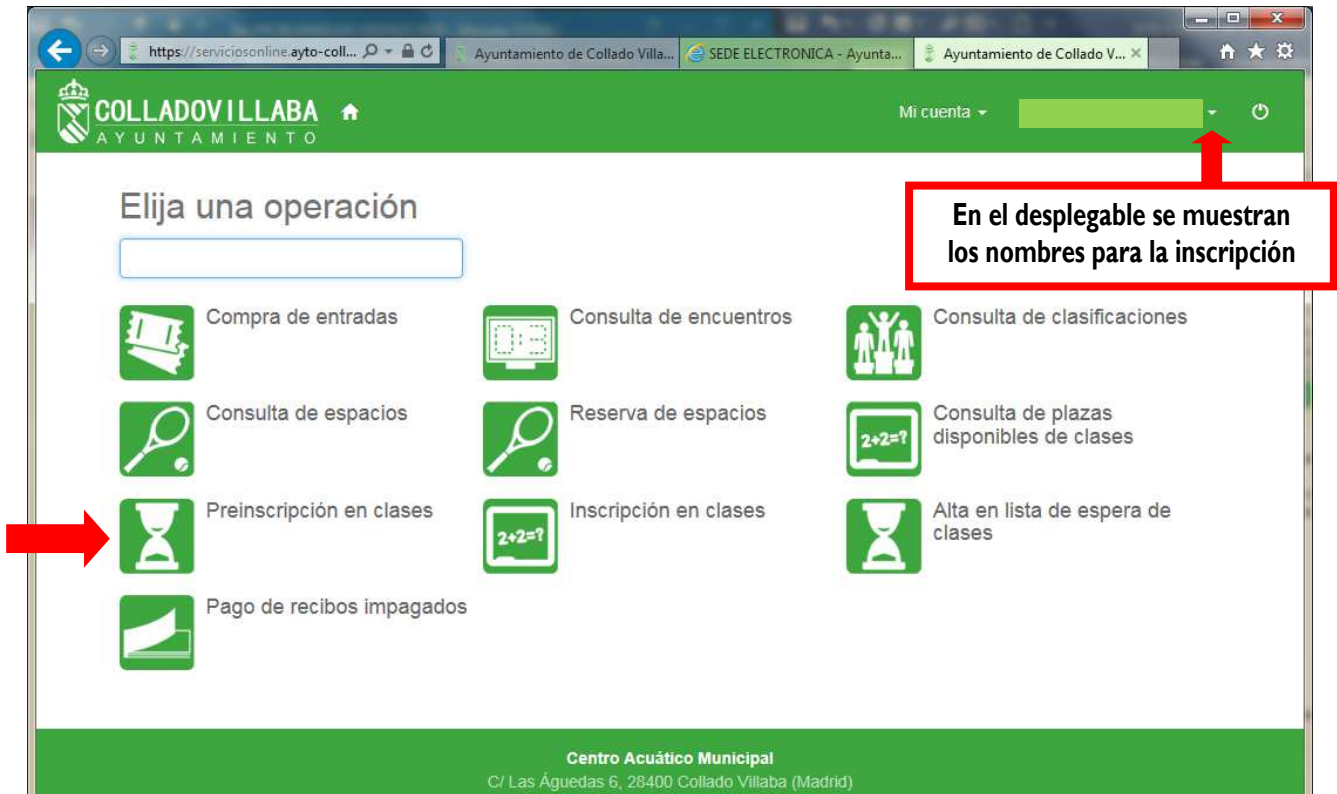 https://serviciosonline.ayto-coll...
Ayuntamiento de Collado Villa...
SEDE ELECTRONICA - Ayunta...
Ayuntamiento de Collado V...
COLLADOVILLABA
AYUNTAMIENTO
Mi cuenta
En el desplegable se muestran
los nombres para la inscripción
Elija una operación
Compra de entradas
0:3
Consulta de encuentros
Consulta de clasificaciones
Consulta de espacios
Reserva de espacios
2+2=?
Consulta de plazas
disponibles de clases
Preinscripción en clases
2+2=?
Inscripción en clases
Alta en lista de espera de
clases
Pago de recibos impagados
Centro Acuático Municipal
C/ Las Águedas 6, 28400 Collado Villaba (Madrid)